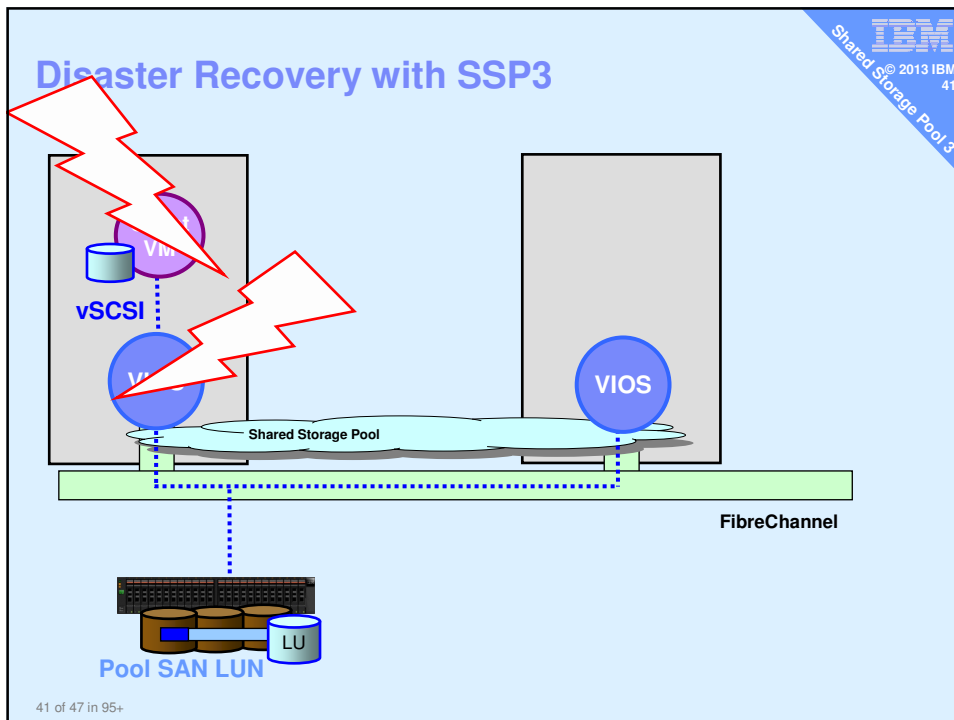 Disaster Recovery with SSP3
IBM
© 2013 IBM
41
Shared Storage Pool 3
VM
vSCSI
VIOS
Shared Storage Pool
FibreChannel
LU
Pool SAN LUN
41 of 47 in 95+